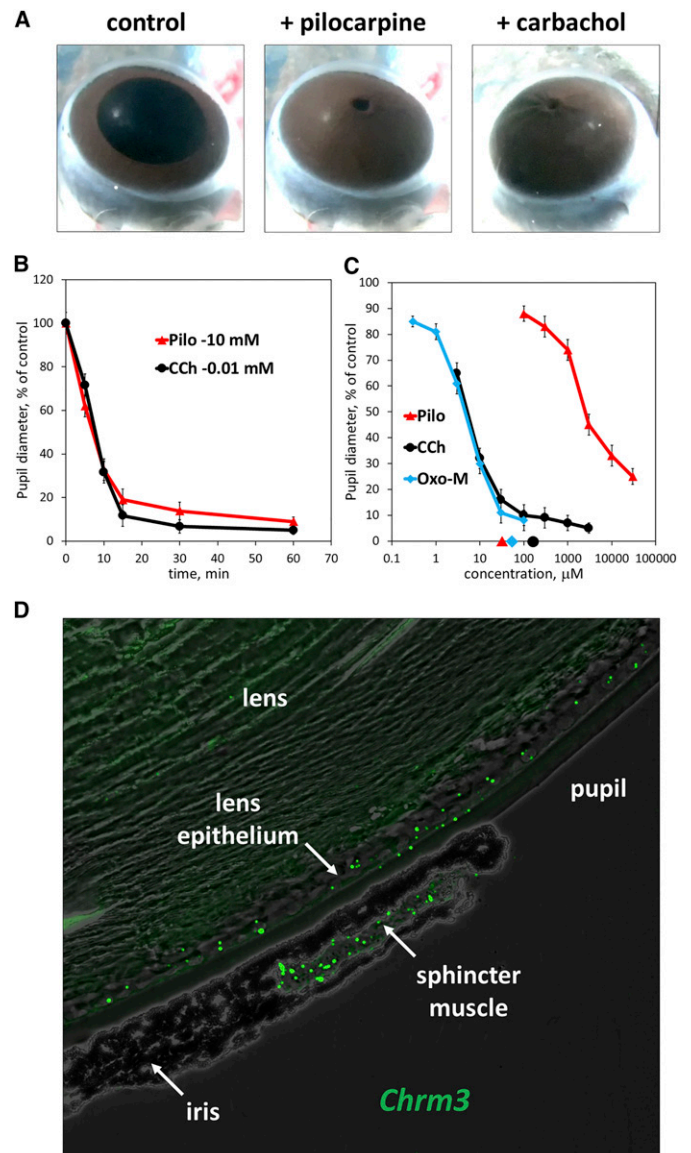 A
control
+ pilocarpine
+ carbachol
B
120
100
80
60
40
20
0
Pupil diameter, % of control
Pilo -10 mM
CCh -0.01 mM
0 10 20 30 40 50 60 70
time, min
C
100
90
80
70
60
50
40
30
20
10
0
Pupil diameter, % of control
Pilo
CCh
Oxo-M
0.1 1 10 100 1000 10000 100000
concentration, µM
D
lens
lens
epithelium
pupil
sphincter
muscle
iris
Chrm3